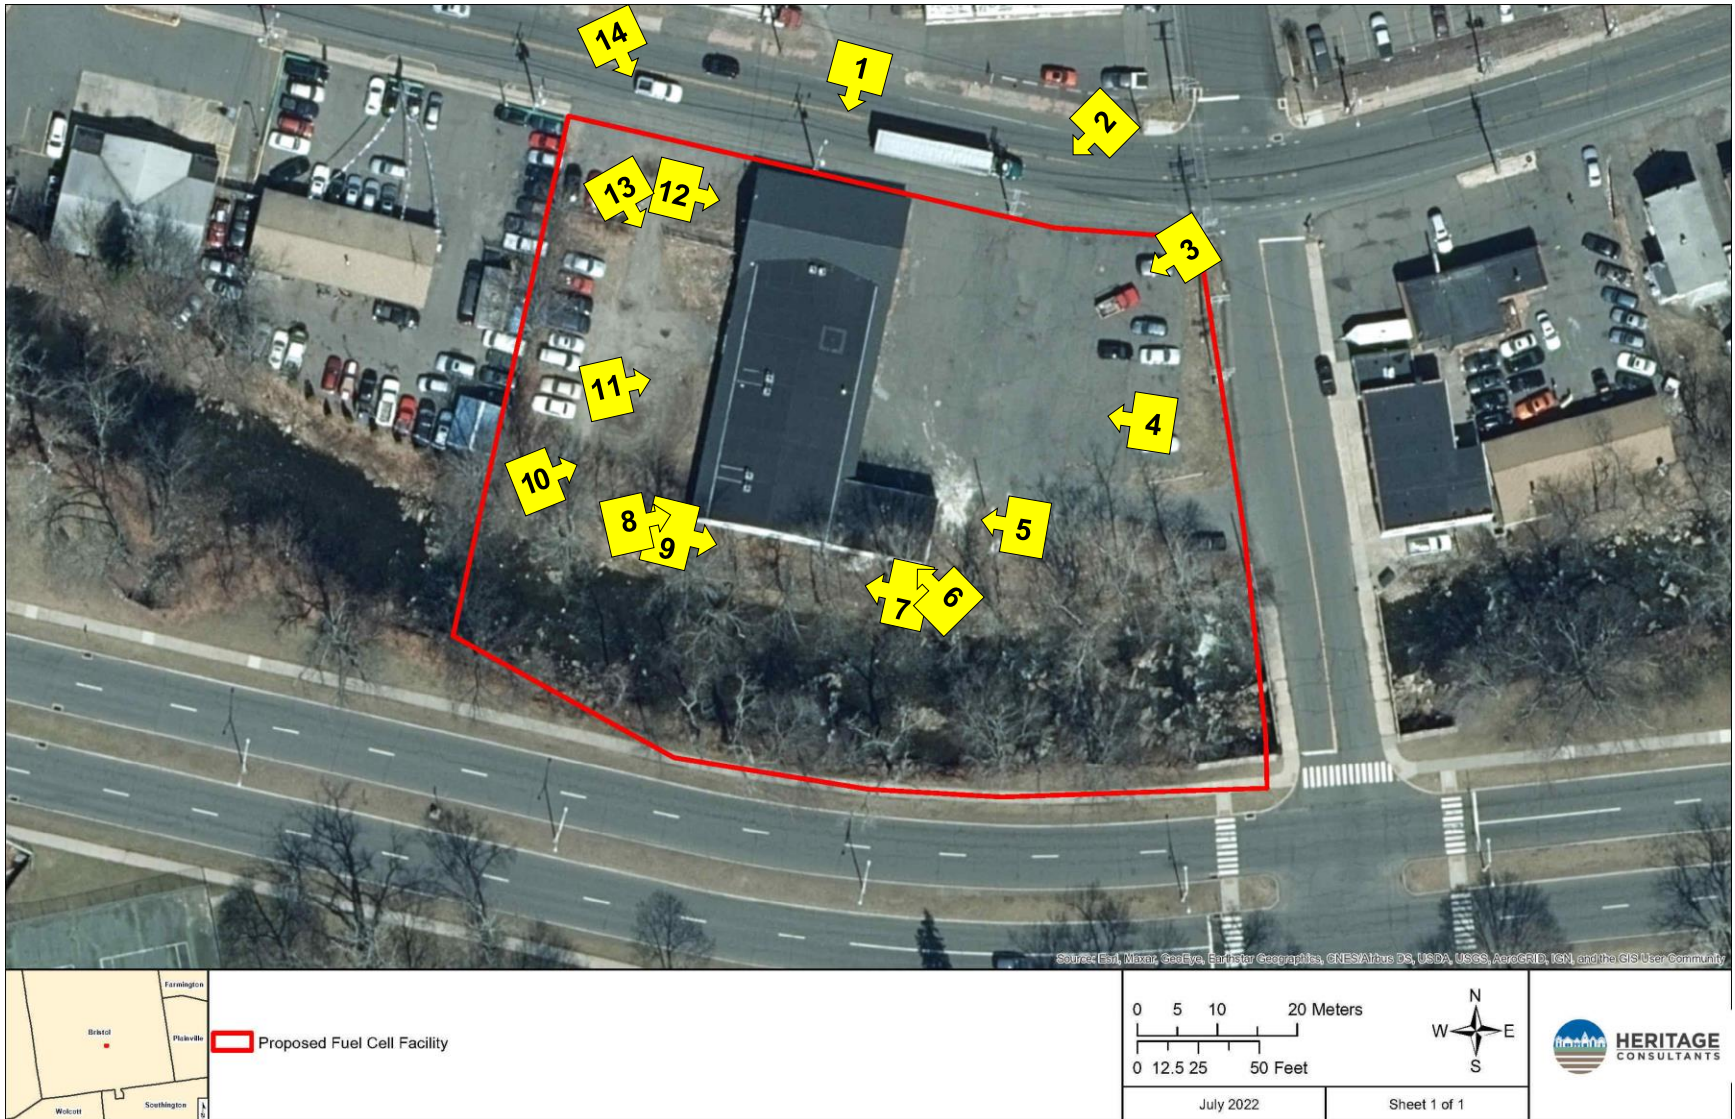 14
1
2
13
12
3
11
4
10
8
9
5
7
6
Source: Esri, Maxar, GeoEye, Earthstar Geographics, CNES/Airbus DS, USDA, USGS, AeroGRID, IGN, and the GIS User Community
Farmington
Bristol
Plainville
Wolcott
Southington
Proposed Fuel Cell Facility
0 5 10 20 Meters
0 12.5 25 50 Feet
N
W E
S
July 2022
Sheet 1 of 1
HERITAGE
CONSULTANTS